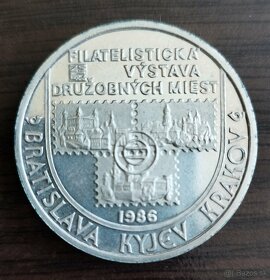 FILATELISTICKÁ
VÝSTAVA
DRUŽOBNÝCH MIEST
1986
BRATISLAVA KYJEV KRAKOV